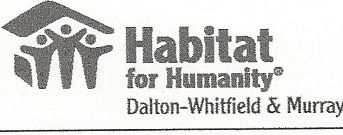 Habitat
for Humanity®
Dalton-Whitfield & Murray